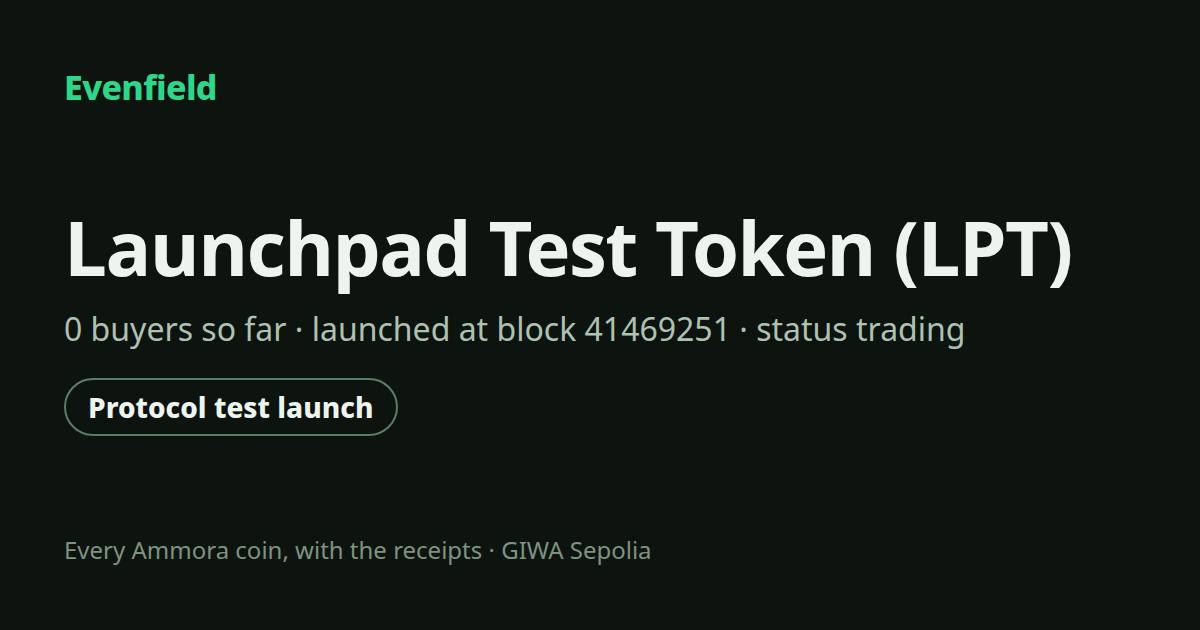 Evenfield
Launchpad Test Token (LPT)
0 buyers so far · launched at block 41469251 · status trading
Protocol test launch
Every Ammora coin, with the receipts · GIWA Sepolia